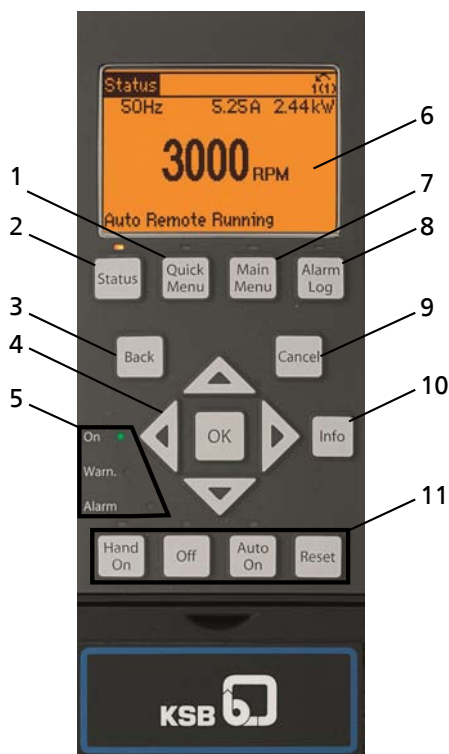 Status 1(1)
50Hz 5.25A 2.44kW
3000 RPM
Auto Remote Running
1
2
3
4
5
6
7
8
9
10
11
Status
Quick
Menu
Main
Menu
Alarm
Log
Back
Cancel
OK
Info
On
Warn.
Alarm
Hand
On
Off
Auto
On
Reset
KSB